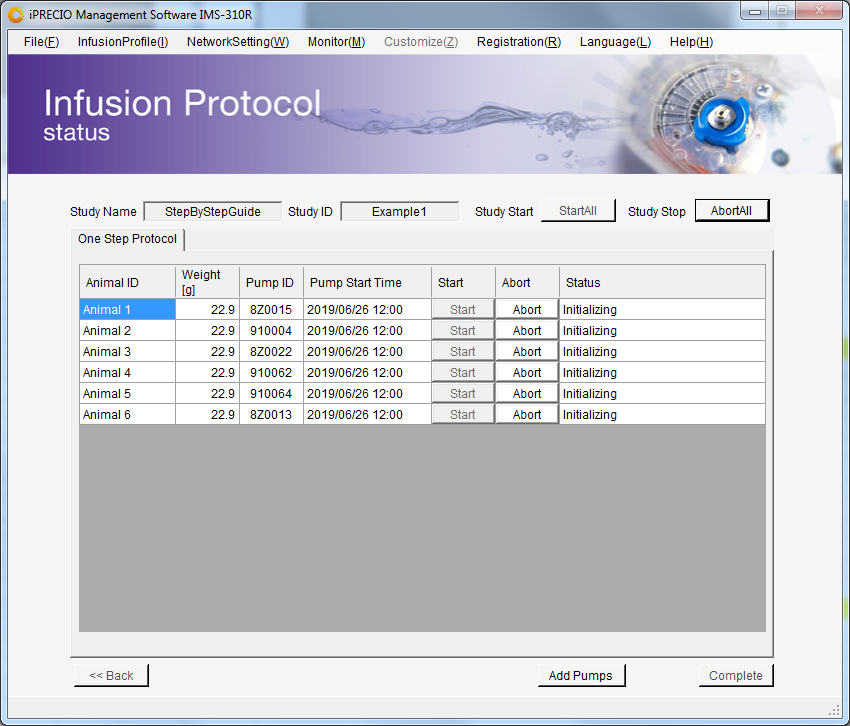 iPRECIO Management Software IMS-310R
File(F) InfusionProfile(I) NetworkSetting(W) Monitor(M) Customize(Z) Registration(R) Language(L) Help(H)
Infusion Protocol
status
Study Name StepByStepGuide Study ID Example1 Study Start StartAll Study Stop AbortAll
One Step Protocol
Animal ID Weight [g] Pump ID Pump Start Time Start Abort Status
Animal 1 22.9 8Z0015 2019/06/26 12:00 Start Abort Initializing
Animal 2 22.9 910004 2019/06/26 12:00 Start Abort Initializing
Animal 3 22.9 8Z0022 2019/06/26 12:00 Start Abort Initializing
Animal 4 22.9 910062 2019/06/26 12:00 Start Abort Initializing
Animal 5 22.9 910064 2019/06/26 12:00 Start Abort Initializing
Animal 6 22.9 8Z0013 2019/06/26 12:00 Start Abort Initializing
<< Back Add Pumps Complete